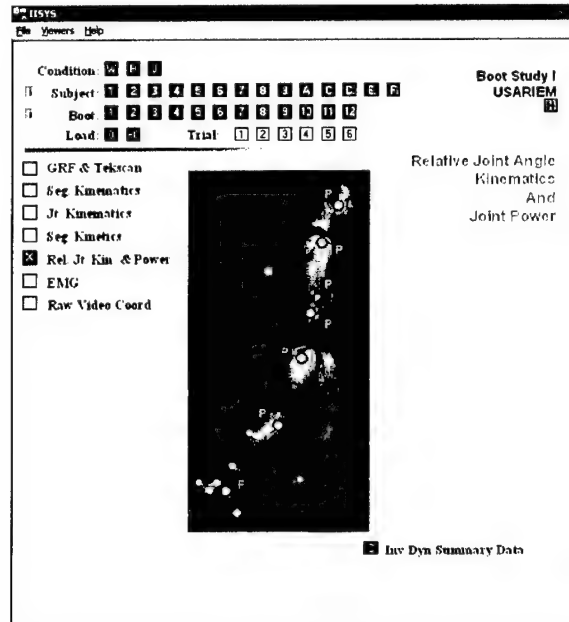 IISYS
File Viewers Help
Condition: W H J
Boot Study I
Subject: 1 2 3 4 5 6 7 8 9 A C
USARIEM
Boot: 1 2 3 4 5 6 7 8 9 10 11 12
Load: Trial: 1 2 3 4 5 6
GRF & Tekscan
Relative Joint Angle
Seg Kinematics
Kinematics
Jt Kinematics
And
Seg Kinetics
Joint Power
Rel. Jt Kin & Power
EMG
Raw Video Coord
P
P
P
P
P
P
F
Inv Dyn Summary Data